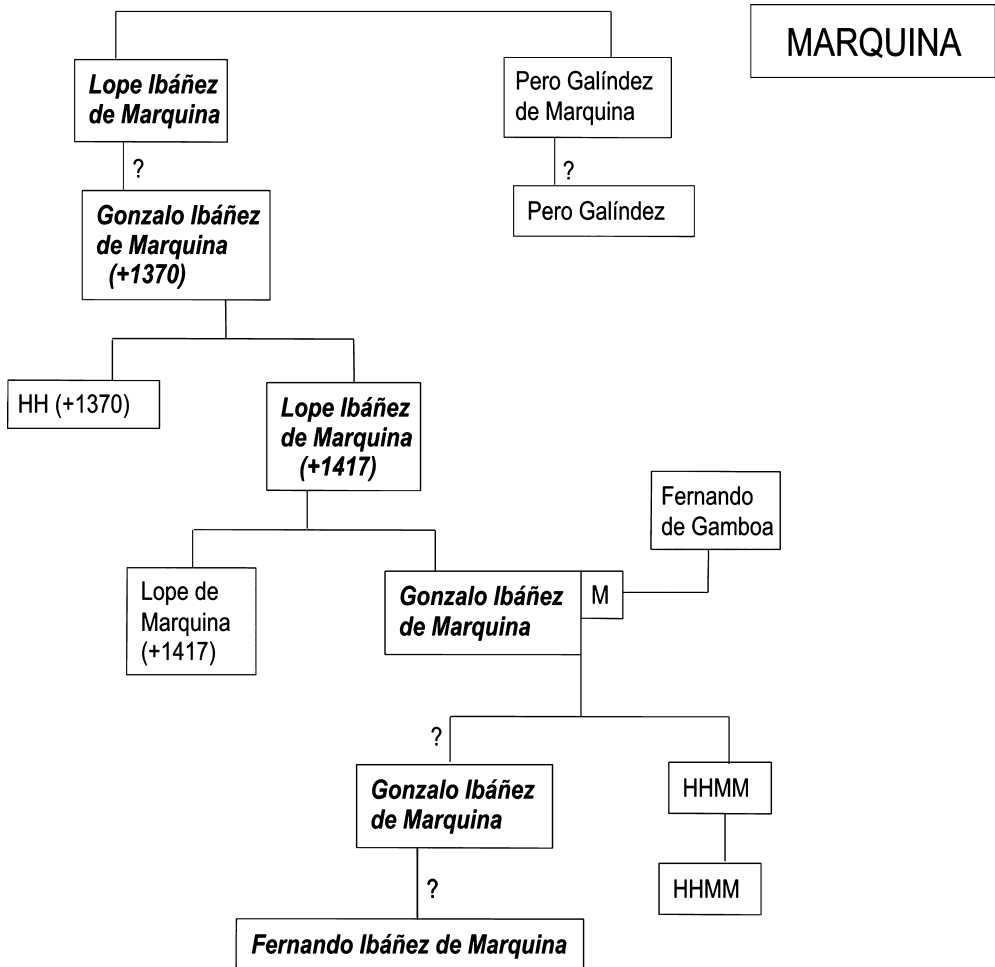 MARQUINA
Lope Ibáñez
de Marquina
Pero Galíndez
de Marquina
?
?
Gonzalo Ibáñez
de Marquina
(+1370)
Pero Galíndez
HH (+1370)
Lope Ibáñez
de Marquina
(+1417)
Fernando
de Gamboa
Lope de
Marquina
(+1417)
Gonzalo Ibáñez
de Marquina
M
?
Gonzalo Ibáñez
de Marquina
HHMM
?
HHMM
Fernando Ibáñez de Marquina